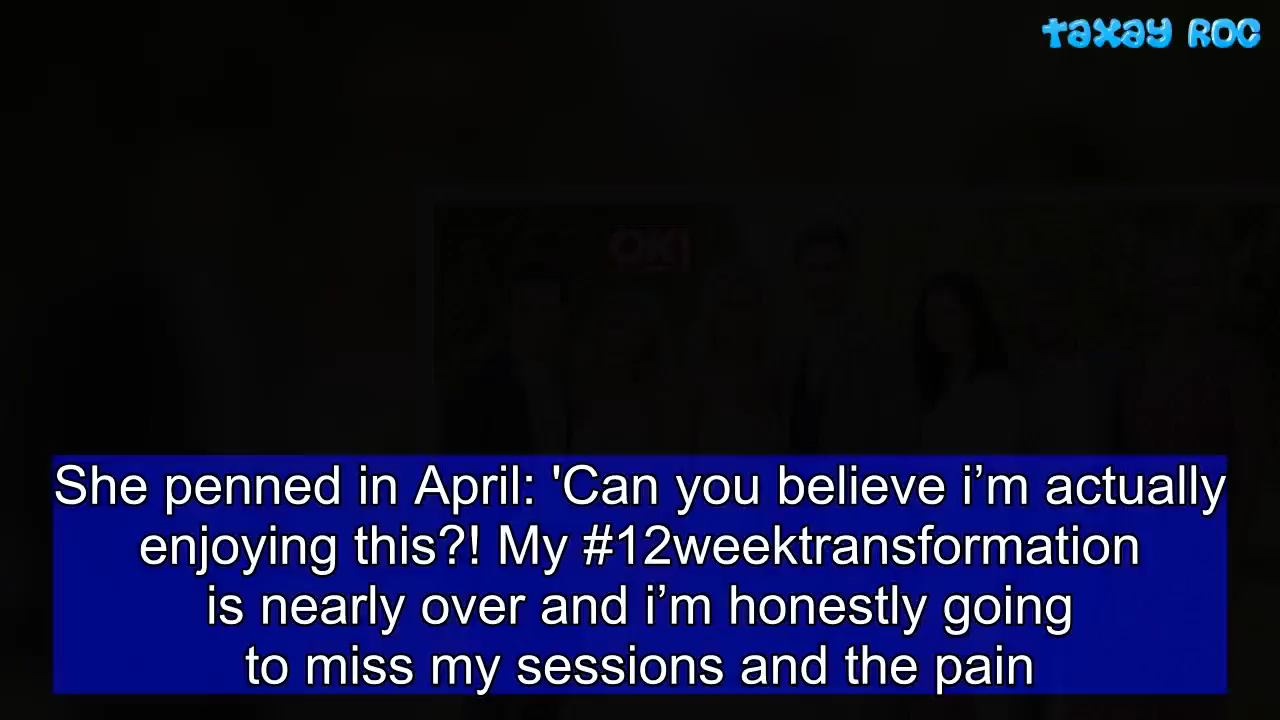 TAXAY ROC
OK!
She penned in April: 'Can you believe i’m actually
enjoying this?! My #12weektransformation
is nearly over and i’m honestly going
to miss my sessions and the pain